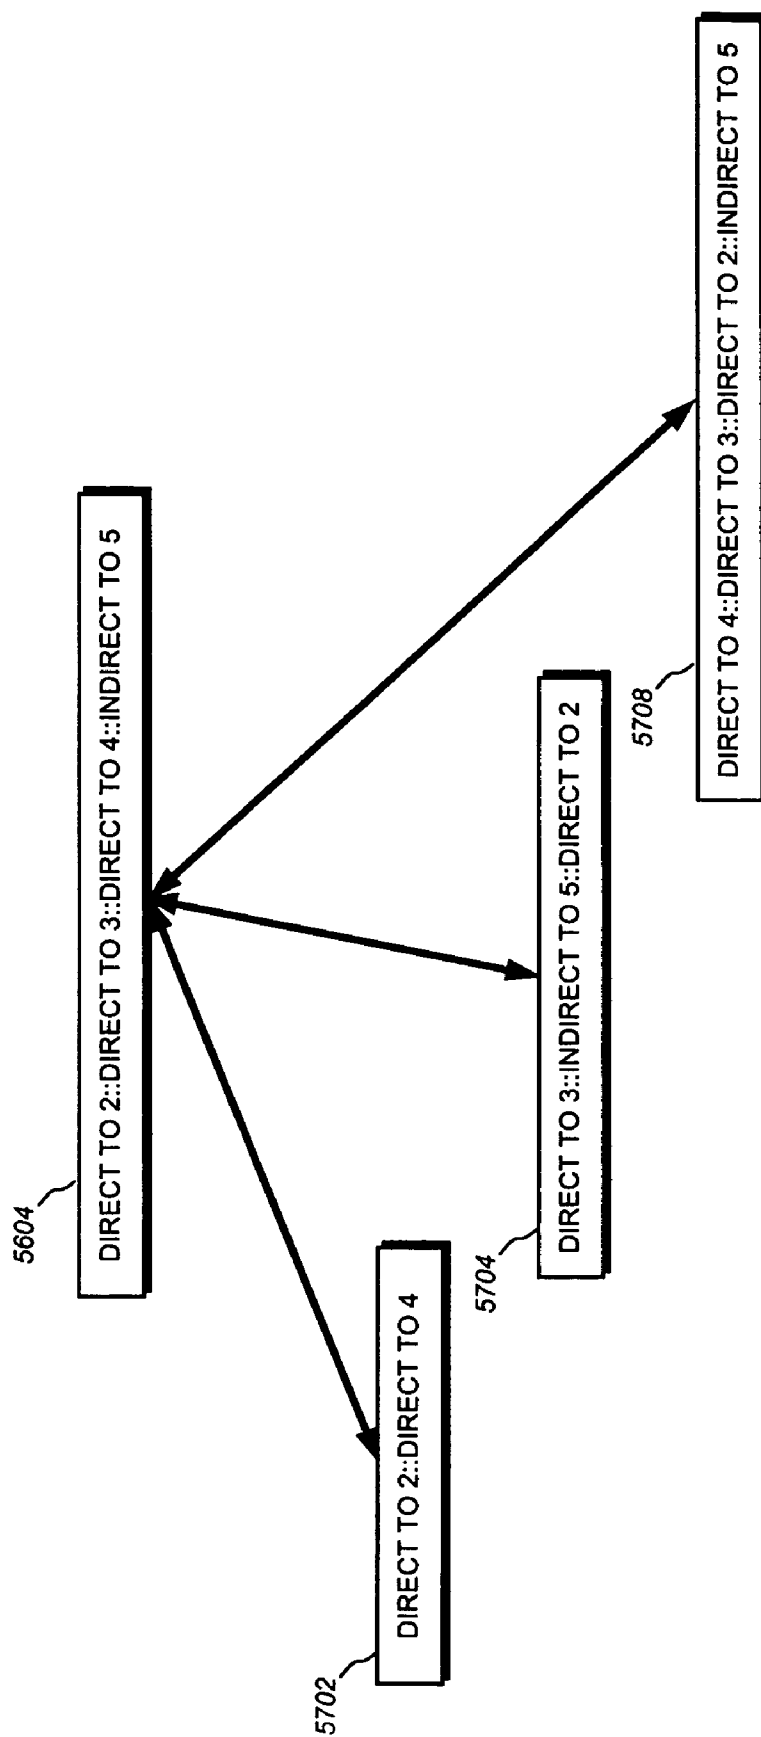 5604
DIRECT TO 2::DIRECT TO 3::DIRECT TO 4::INDIRECT TO 5
5702
DIRECT TO 2::DIRECT TO 4
5704
DIRECT TO 3::INDIRECT TO 5::DIRECT TO 2
5708
DIRECT TO 4::DIRECT TO 3::DIRECT TO 2::INDIRECT TO 5